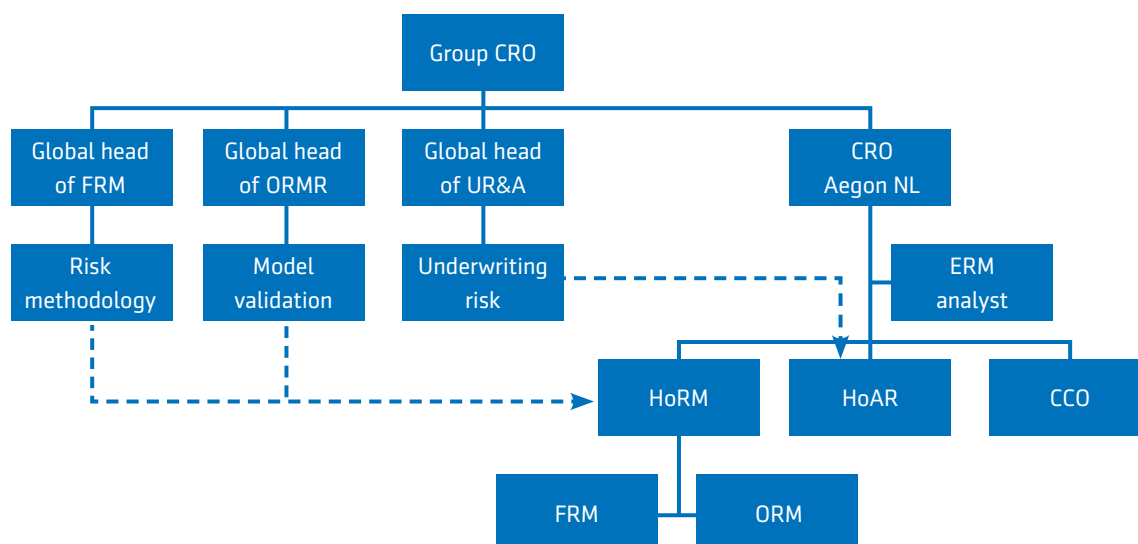 Group CRO
Global head
of FRM
Global head
of ORMR
Global head
of UR&A
CRO
Aegon NL
Risk
methodology
Model
validation
Underwriting
risk
ERM
analyst
HoRM
HoAR
CCO
FRM
ORM